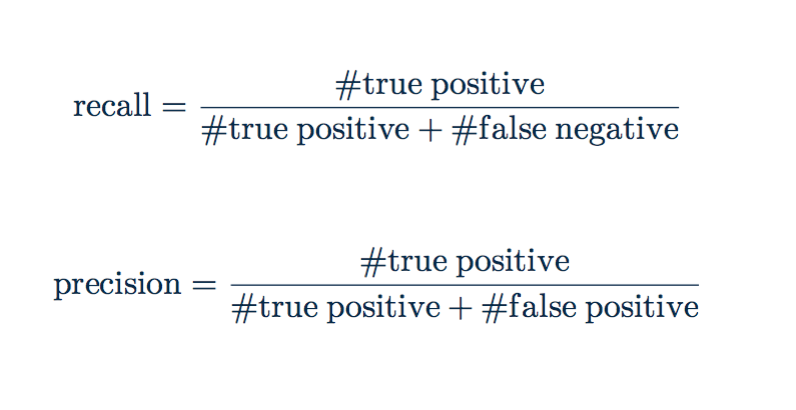 recall = #true positive / #true positive + #false negative
precision = #true positive / #true positive + #false positive